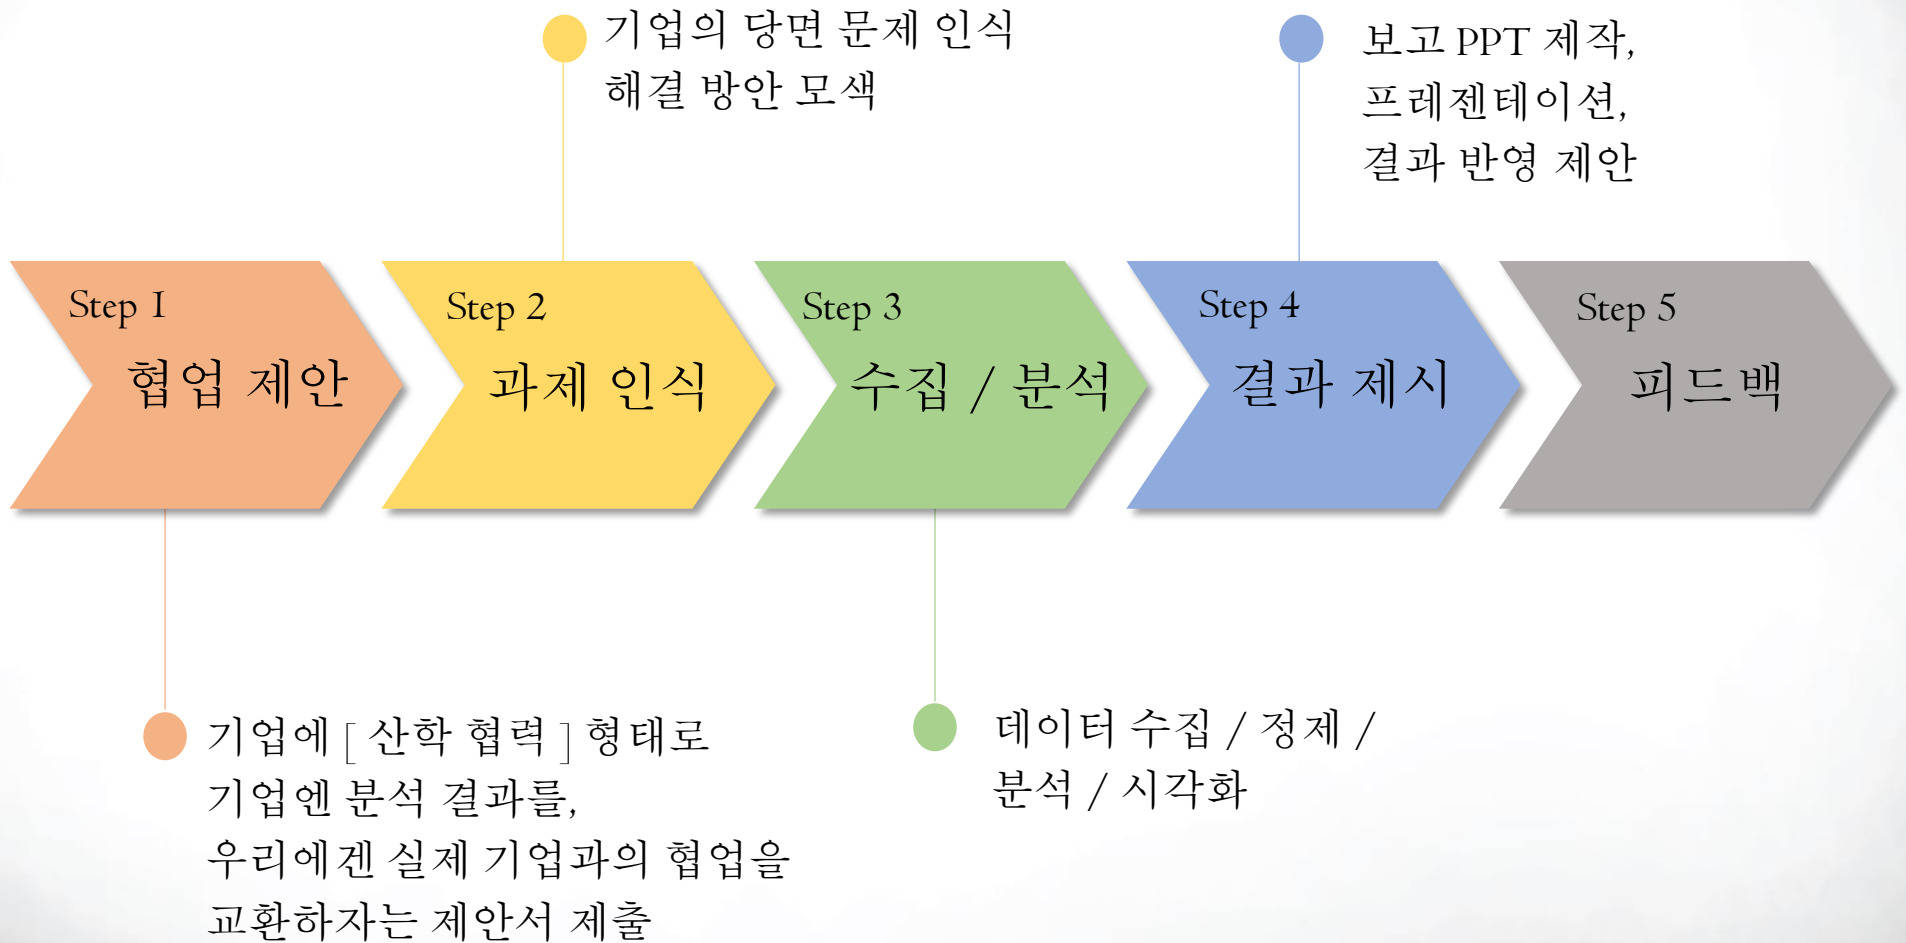 기업의 당면 문제 인식
해결 방안 모색
보고 PPT 제작,
프레젠테이션,
결과 반영 제안
Step 1
협업 제안
Step 2
과제 인식
Step 3
수집 / 분석
Step 4
결과 제시
Step 5
피드백
기업에 [ 산학 협력 ] 형태로
기업엔 분석 결과를,
우리에겐 실제 기업과의 협업을
교환하자는 제안서 제출
데이터 수집 / 정제 /
분석 / 시각화